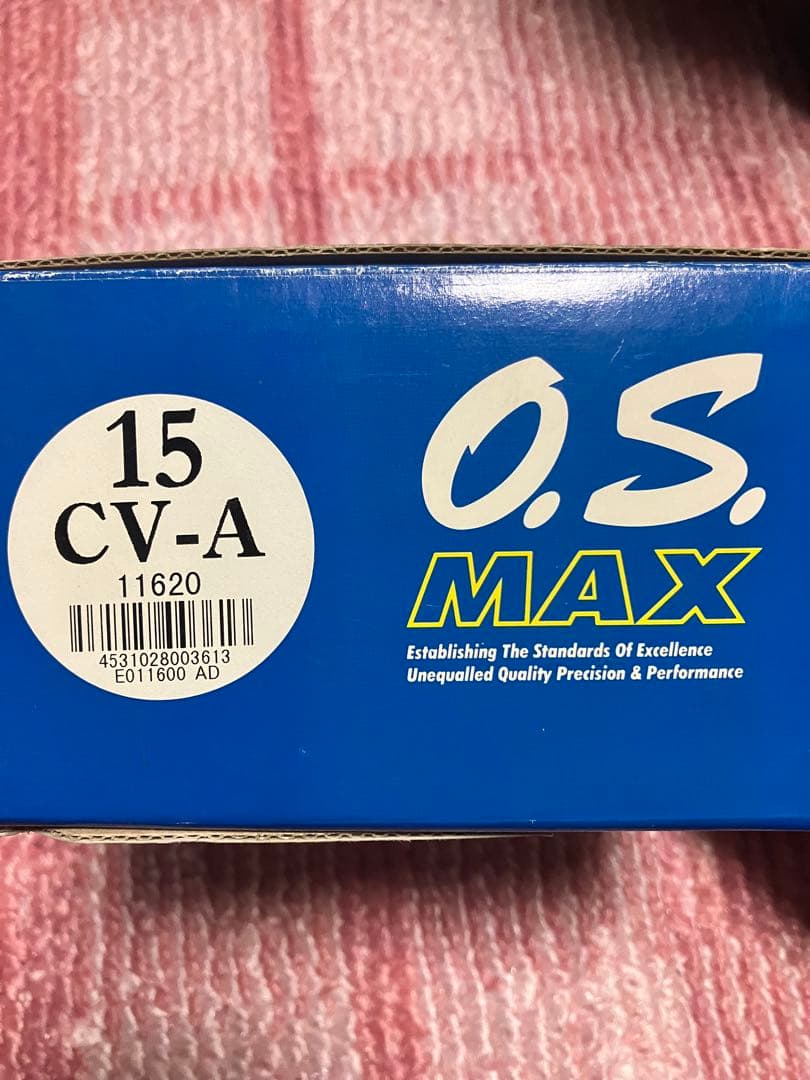 15
CV-A
11620
4531028003613
E011600 AD
O.S.
MAX
Establishing The Standards Of Excellence
Unequalled Quality Precision & Performance